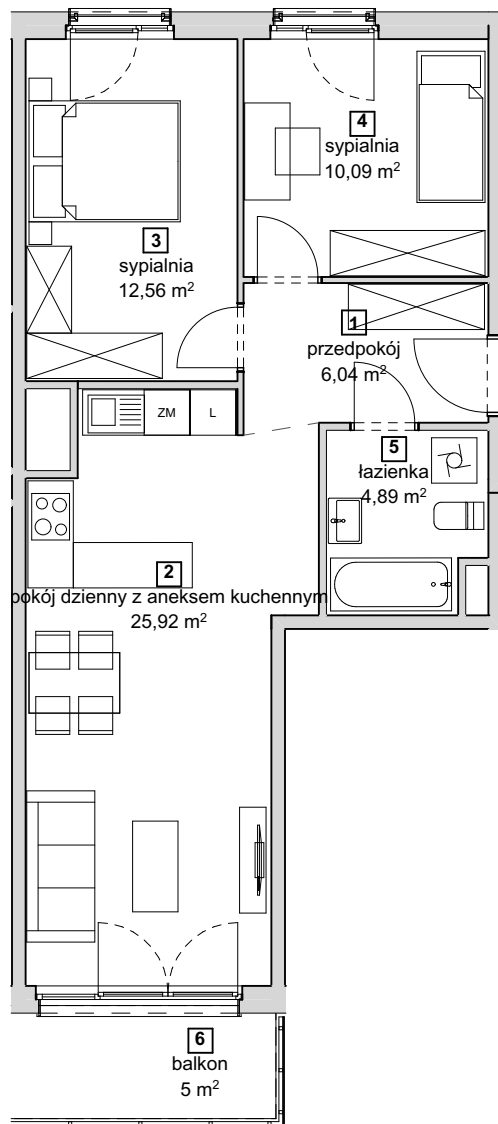 4
sypialnia
10,09 m²
3
sypialnia
12,56 m²
1
przedpokój
6,04 m²
ZM
L
5
łazienka
4,89 m²
2
pokój dzienny z aneksem kuchennym
25,92 m²
6
balkon
5 m²